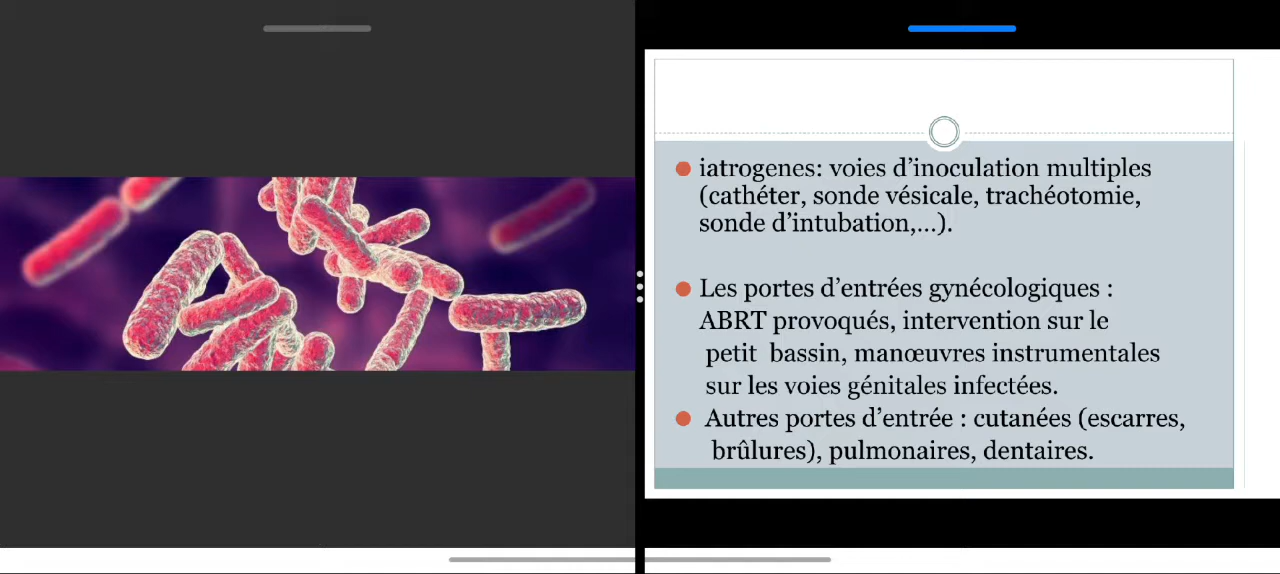 iatrogenes: voies d’inoculation multiples
(cathéter, sonde vésicale, trachéotomie,
sonde d’intubation,...).
Les portes d’entrées gynécologiques :
ABRT provoqués, intervention sur le
petit bassin, manœuvres instrumentales
sur les voies génitales infectées.
Autres portes d’entrée : cutanées (escarres,
brûlures), pulmonaires, dentaires.